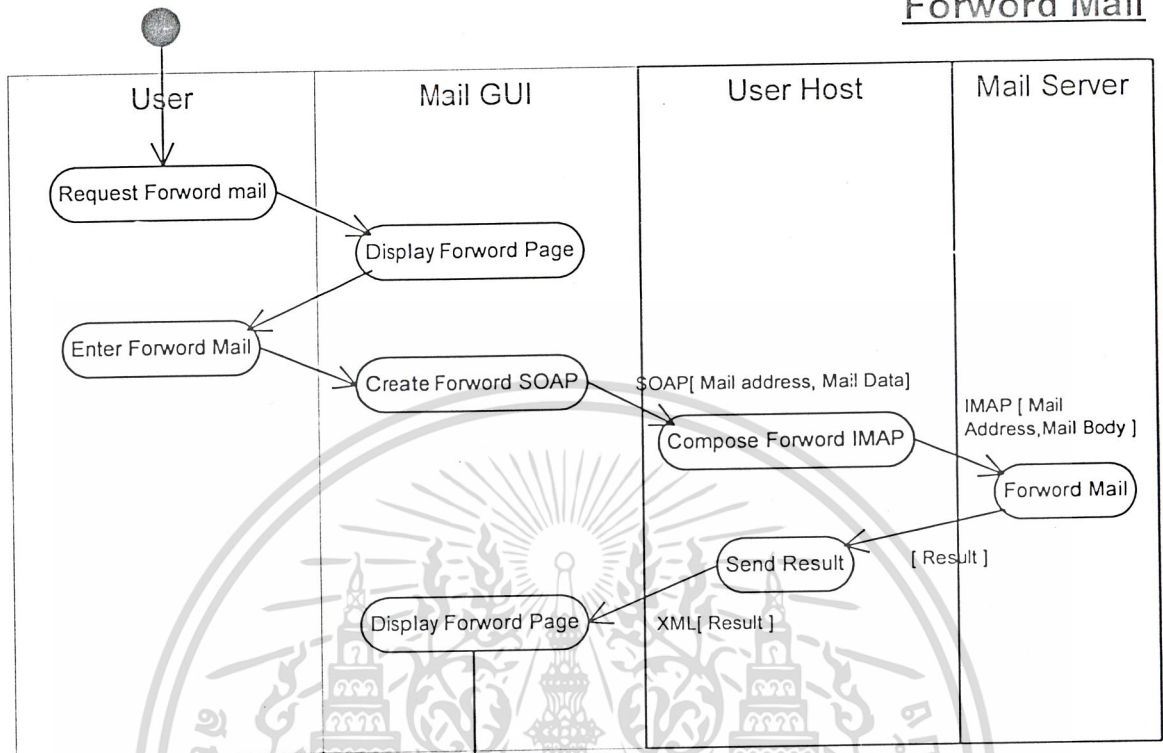 Forword Mail
User
Mail GUI
User Host
Mail Server
Request Forword mail
Display Forword Page
Enter Forword Mail
Create Forword SOAP
SOAP[ Mail address, Mail Data]
Compose Forword IMAP
IMAP [ Mail
Address,Mail Body ]
Forword Mail
[ Result ]
Send Result
XML[ Result ]
Display Forword Page